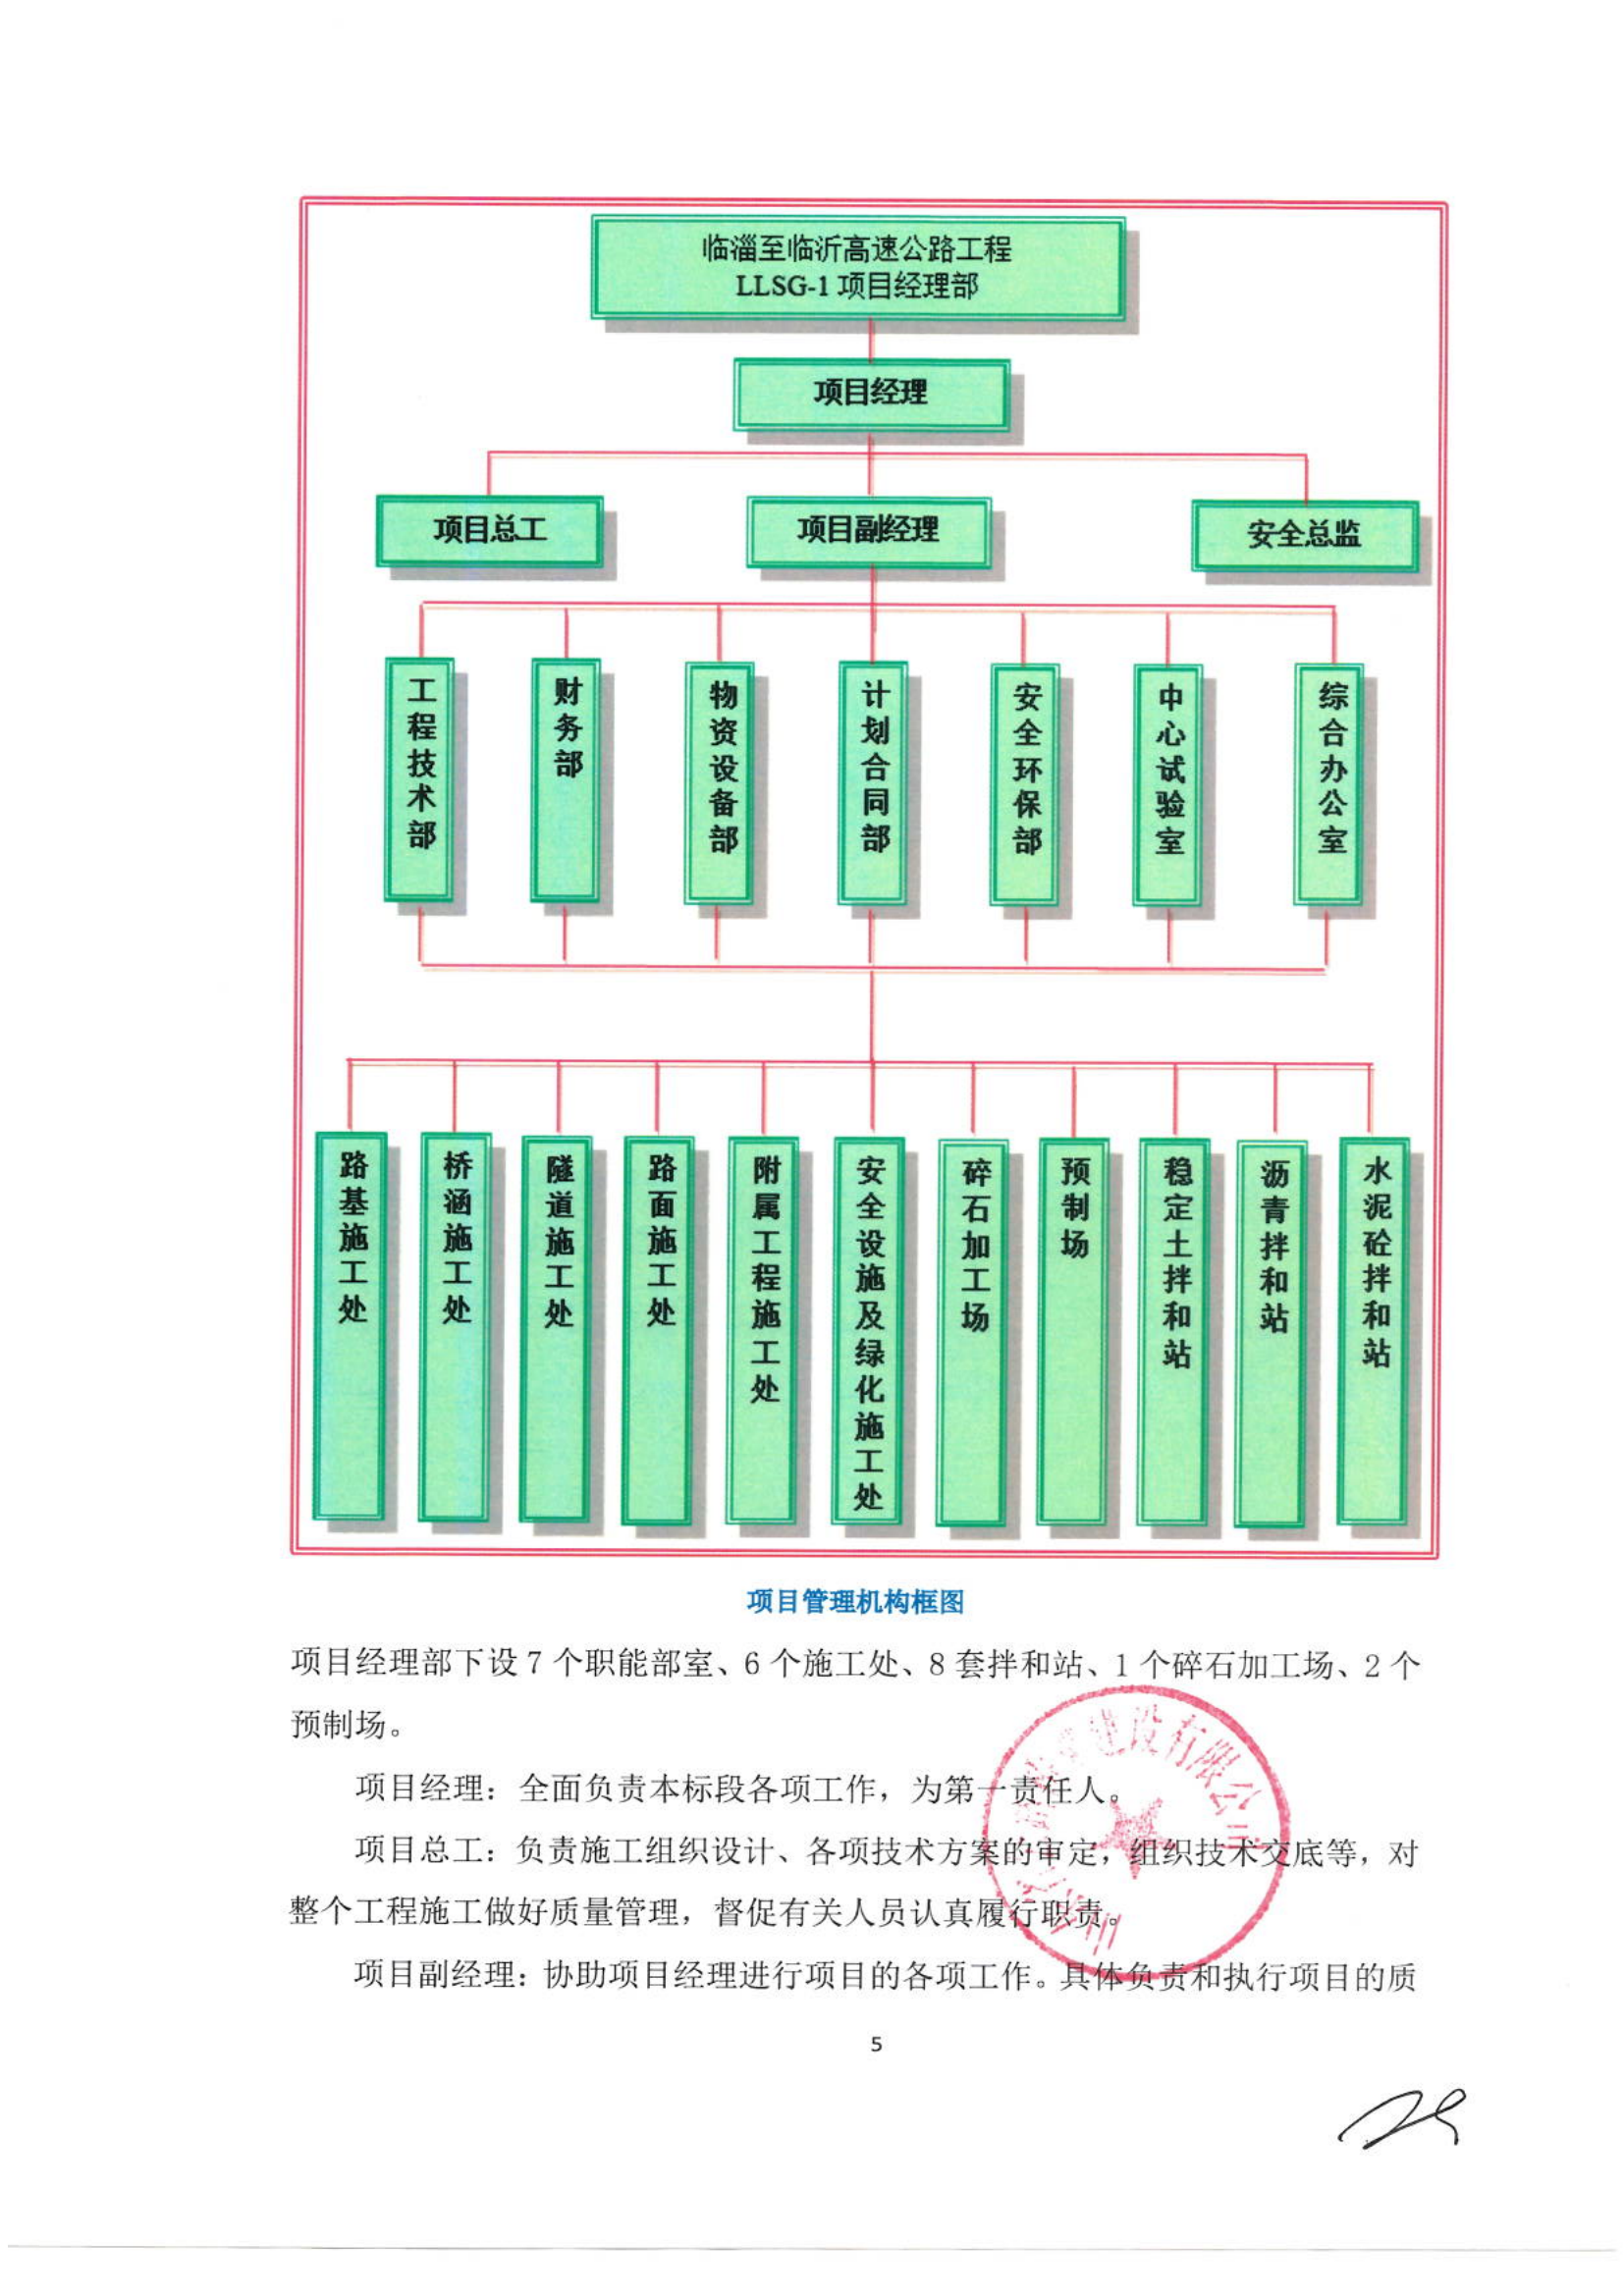 临淄至临沂高速公路工程
LLSG-1 项目经理部
项目经理
项目总工
项目副经理
安全总监
工程技术部
财务部
物资设备部
计划合同部
安全环保部
中心试验室
综合办公室
路基施工处
桥涵施工处
隧道施工处
路面施工处
附属工程施工处
安全设施及绿化施工处
碎石加工场
预制场
稳定土拌和站
沥青拌和站
水泥砼拌和站
项目管理机构框图
项目经理部下设 7 个职能部室、6 个施工处、8 套拌和站、1 个碎石加工场、2 个
预制场。
项目经理：全面负责本标段各项工作，为第一责任人。
项目总工：负责施工组织设计、各项技术方案的审定，组织技术交底等，对
整个工程施工做好质量管理，督促有关人员认真履行职责。
项目副经理：协助项目经理进行项目的各项工作。具体负责和执行项目的质
建设有限公司
5